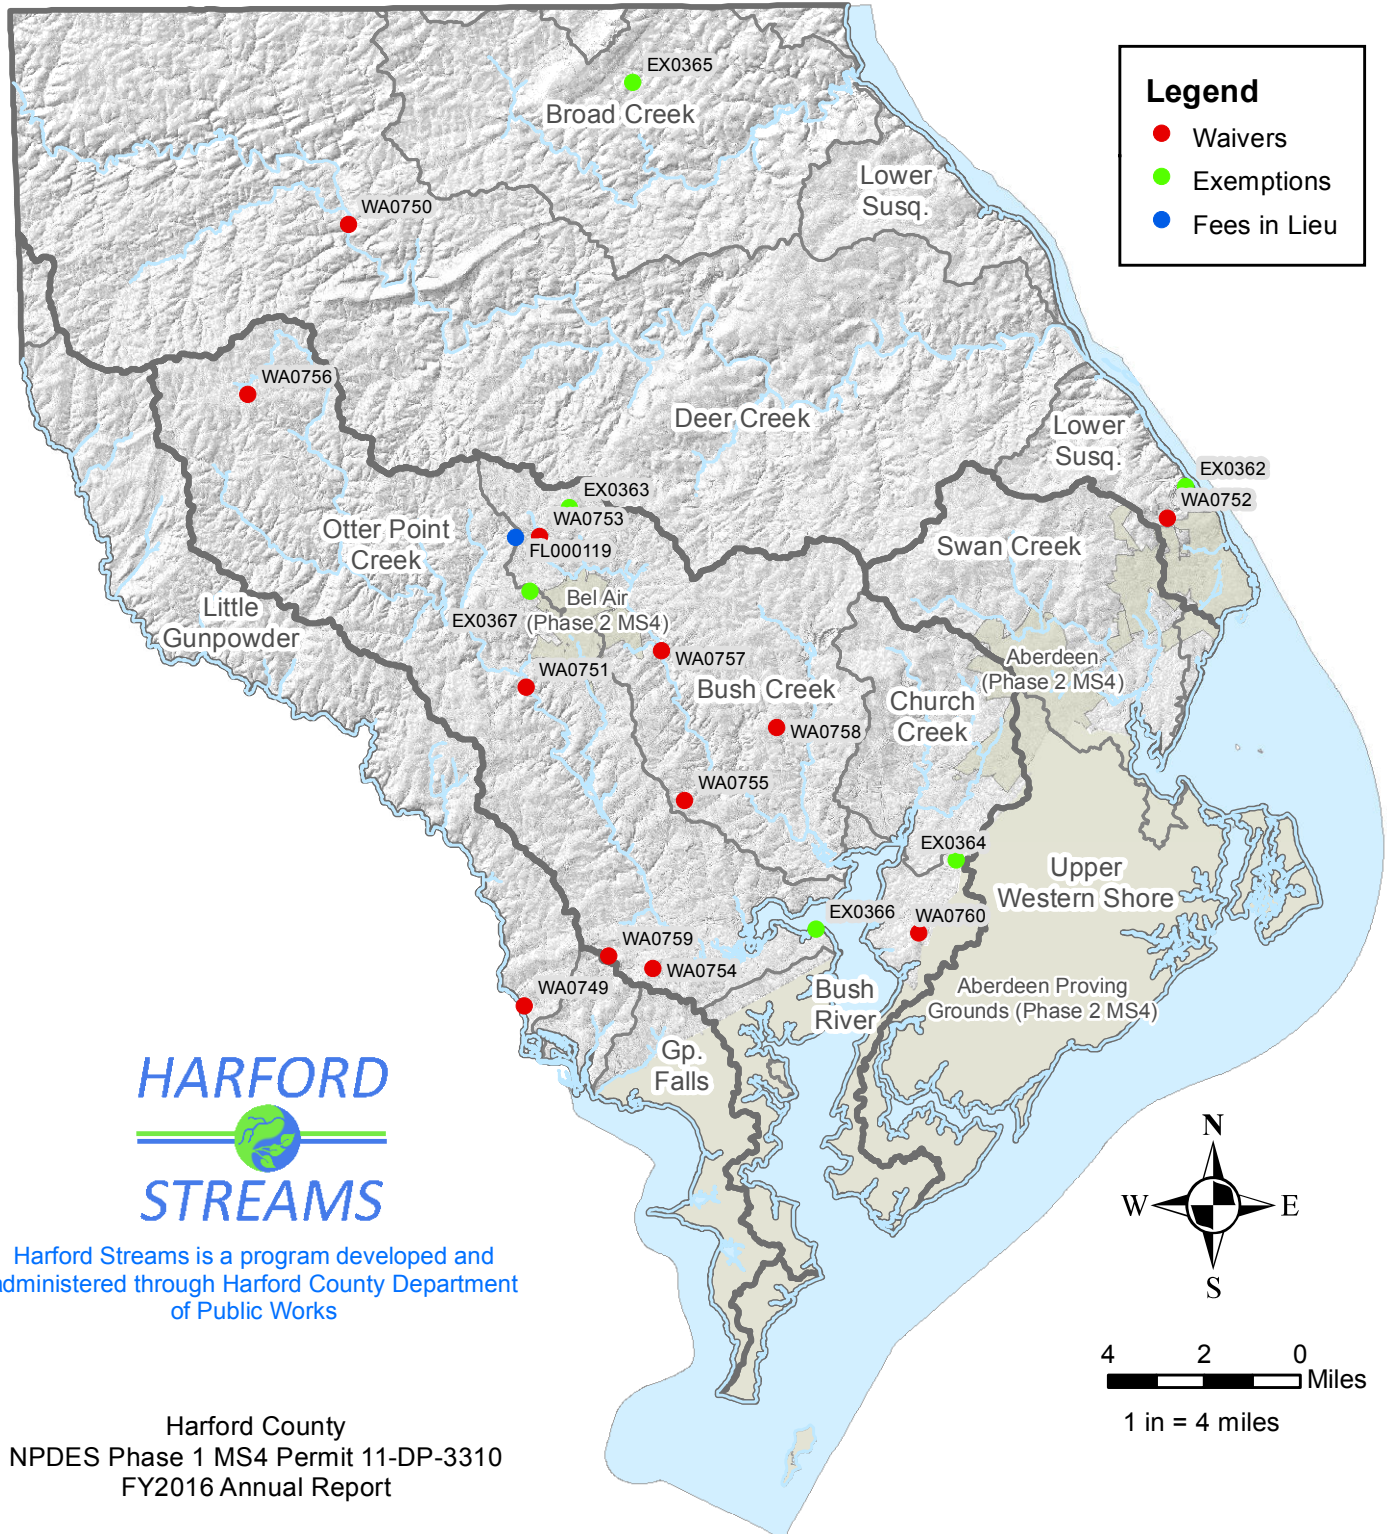 EX0365
Broad Creek
Legend
Waivers
Exemptions
Fees in Lieu
Lower
Susq.
WA0750
WA0756
Deer Creek
Lower
Susq.
EX0362
WA0752
EX0363
WA0753
FL000119
Otter Point
Creek
Swan Creek
Bel Air
(Phase 2 MS4)
EX0367
Little
Gunpowder
WA0757
WA0751
Aberdeen
(Phase 2 MS4)
Bush Creek
Church
Creek
WA0758
WA0755
EX0364
Upper
Western Shore
EX0366
WA0760
WA0759
WA0754
WA0749
Bush
River
Aberdeen Proving
Grounds (Phase 2 MS4)
Gp.
Falls
HARFORD
STREAMS
Harford Streams is a program developed and
administered through Harford County Department
of Public Works
N
W
E
S
4 2 0
Miles
1 in = 4 miles
Harford County
NPDES Phase 1 MS4 Permit 11-DP-3310
FY2016 Annual Report